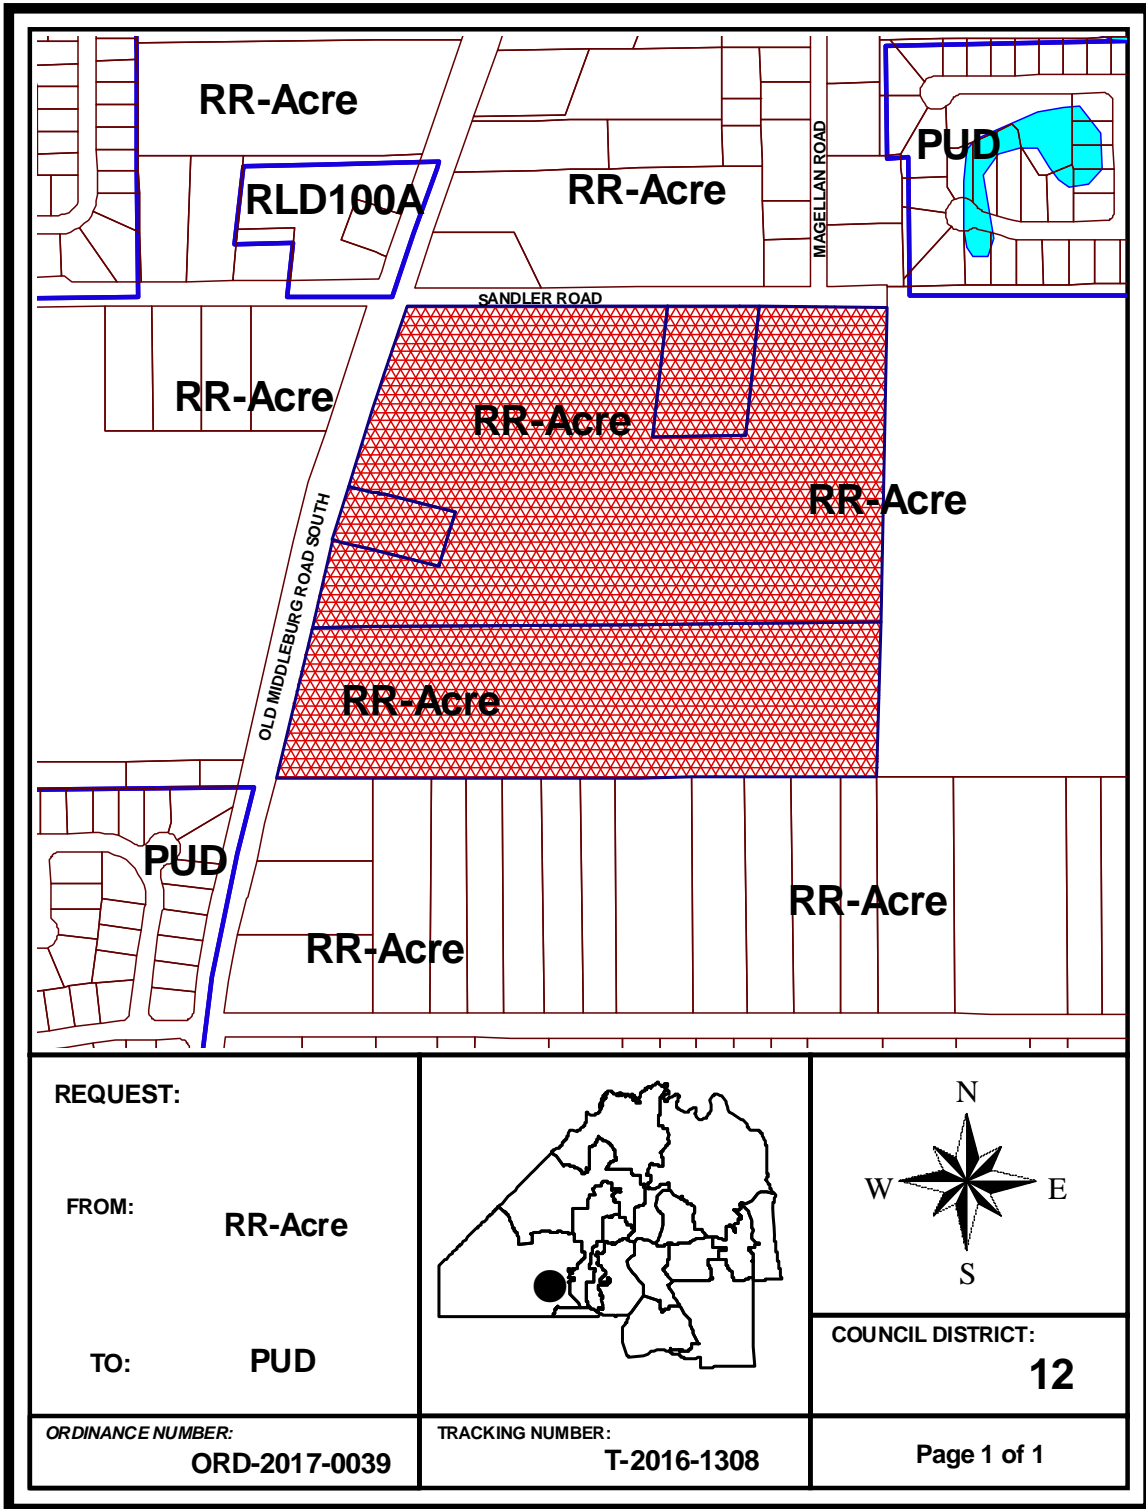 RR-Acre
PUD
RLD100A
RR-Acre
MAGELLAN ROAD
SANDLER ROAD
RR-Acre
RR-Acre
RR-Acre
OLD MIDDLEBURG ROAD SOUTH
RR-Acre
PUD
RR-Acre
RR-Acre
REQUEST:
FROM:
RR-Acre
TO:
PUD
N
W
E
S
COUNCIL DISTRICT:
12
ORDINANCE NUMBER:
ORD-2017-0039
TRACKING NUMBER:
T-2016-1308
Page 1 of 1